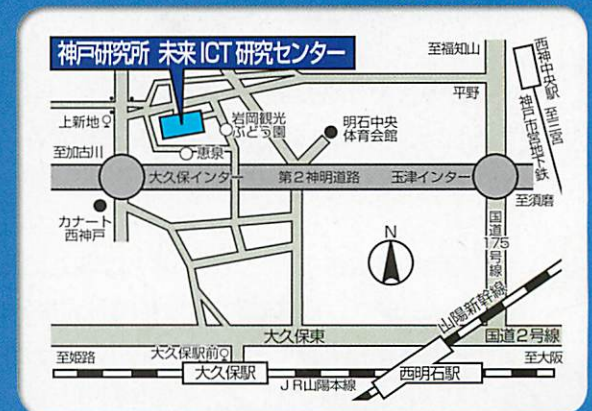 神戸研究所 未来ICT研究センター
至福知山
西神中央駅
至三宮
神戸市営地下鉄
平野
上新地
岩岡観光
ぶどう園
明石中央
体育会館
至加古川
恵泉
大久保インター
第2神明道路
玉津インター
至須磨
カナート
西神戸
国道
175
号線
N
山陽新幹線
大久保東
国道2号線
至姫路
大久保駅前
至大阪
大久保駅
JR山陽本線
西明石駅